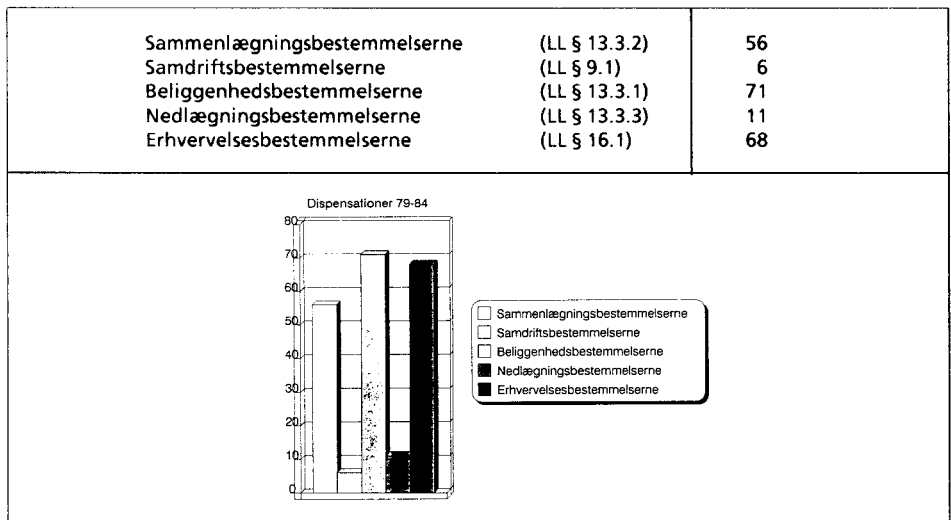 Sammenlægningsbestemmelserne (LL § 13.3.2) 56
Samdriftsbestemmelserne (LL § 9.1) 6
Beliggenhedsbestemmelserne (LL § 13.3.1) 71
Nedlægningsbestemmelserne (LL § 13.3.3) 11
Erhvervelsesbestemmelserne (LL § 16.1) 68
Dispensationer 79-84
80
70
60
50
40
30
20
10
0
Sammenlægningsbestemmelserne
Samdriftsbestemmelserne
Beliggenhedsbestemmelserne
Nedlægningsbestemmelserne
Erhvervelsesbestemmelserne